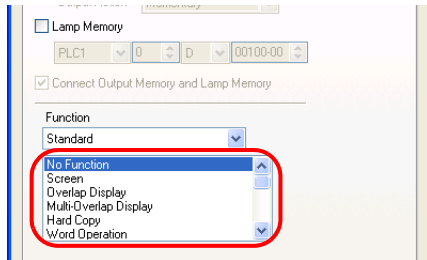 Output Action Momentary
Lamp Memory
PLC1 0 D 00100-00
Connect Output Memory and Lamp Memory
Function
Standard
No Function
Screen
Overlap Display
Multi-Overlap Display
Hard Copy
Word Operation